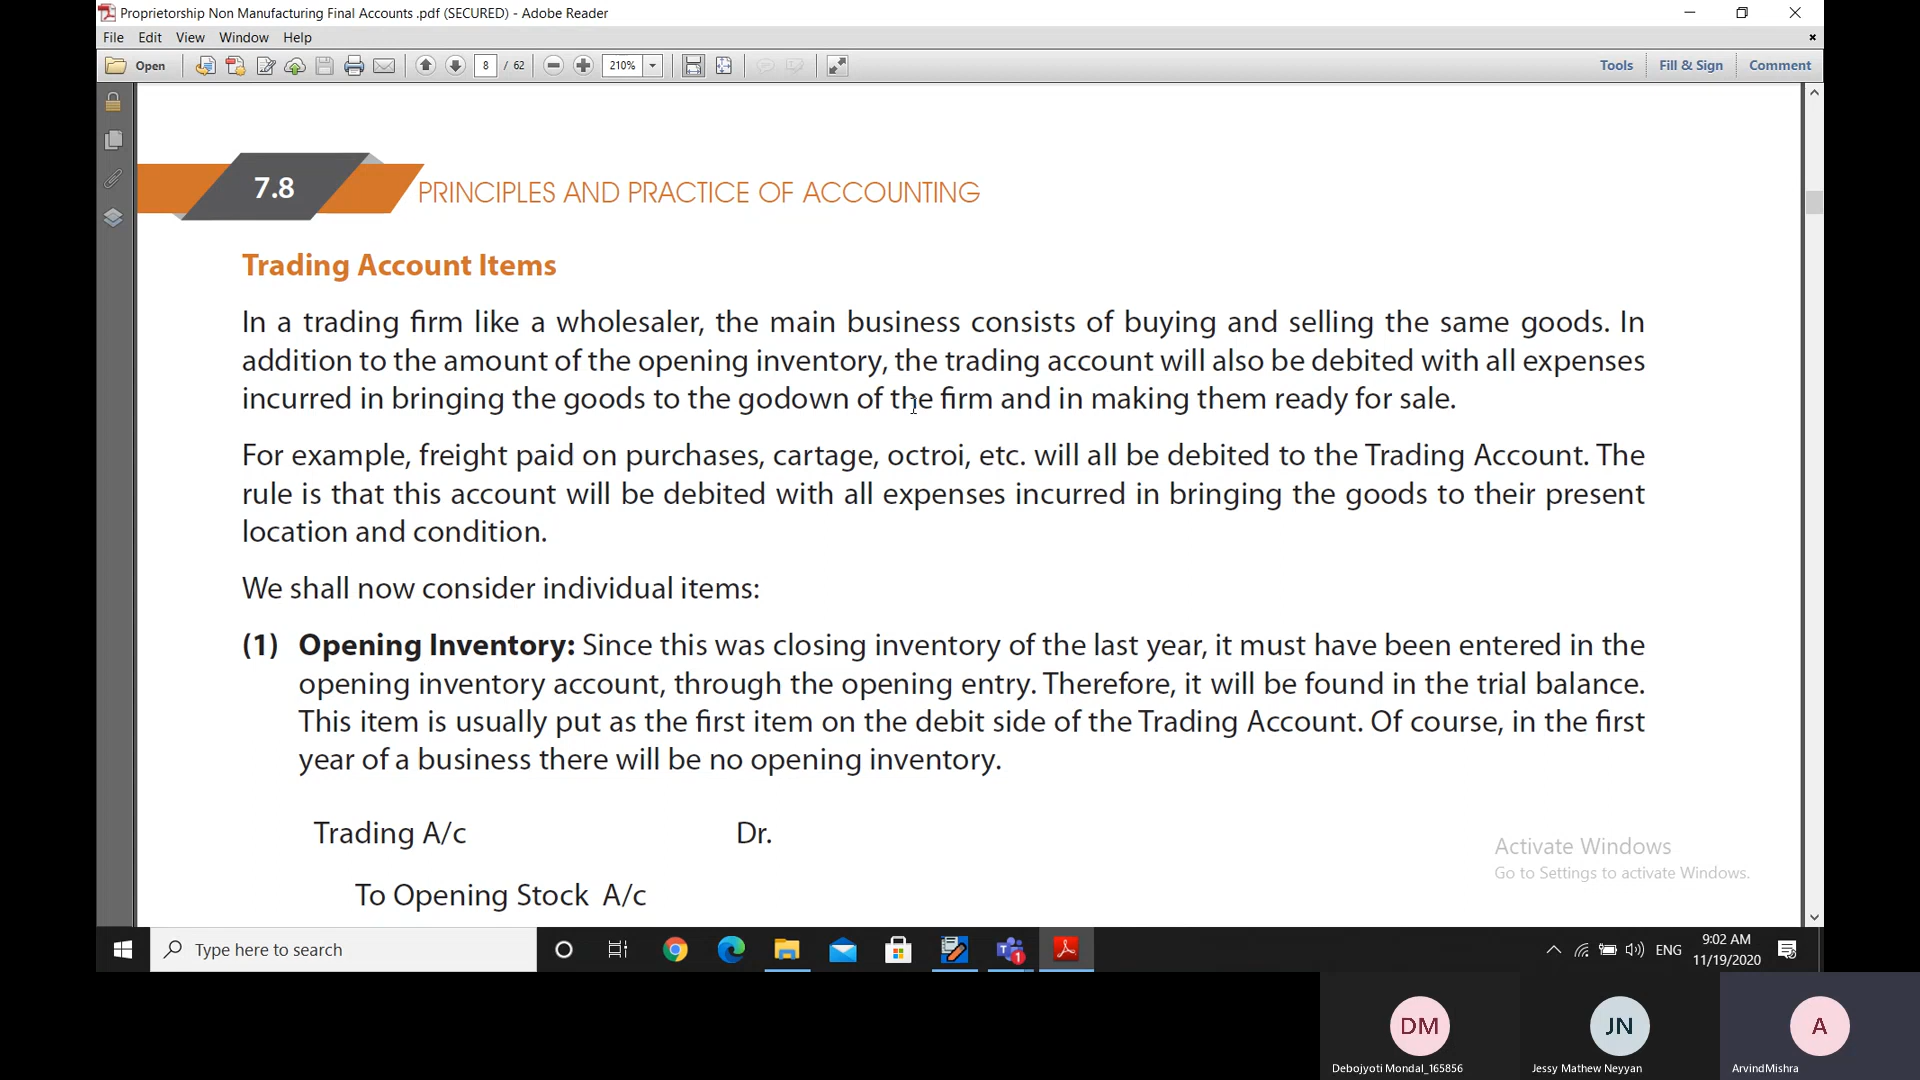 Proprietorship Non Manufacturing Final Accounts .pdf (SECURED) - Adobe Reader
File Edit View Window Help
Open 8 / 62 210% Tools Fill & Sign Comment
7.8 PRINCIPLES AND PRACTICE OF ACCOUNTING
Trading Account Items
In a trading firm like a wholesaler, the main business consists of buying and selling the same goods. In
addition to the amount of the opening inventory, the trading account will also be debited with all expenses
incurred in bringing the goods to the godown of the firm and in making them ready for sale.
For example, freight paid on purchases, cartage, octroi, etc. will all be debited to the Trading Account. The
rule is that this account will be debited with all expenses incurred in bringing the goods to their present
location and condition.
We shall now consider individual items:
(1) Opening Inventory: Since this was closing inventory of the last year, it must have been entered in the
opening inventory account, through the opening entry. Therefore, it will be found in the trial balance.
This item is usually put as the first item on the debit side of the Trading Account. Of course, in the first
year of a business there will be no opening inventory.
Trading A/c Dr.
To Opening Stock A/c
Activate Windows
Go to Settings to activate Windows.
Type here to search
1
ENG
9:02 AM
11/19/2020
DM JN A
Debojyoti Mondal_165856 Jessy Mathew Neyyan ArvindMishra